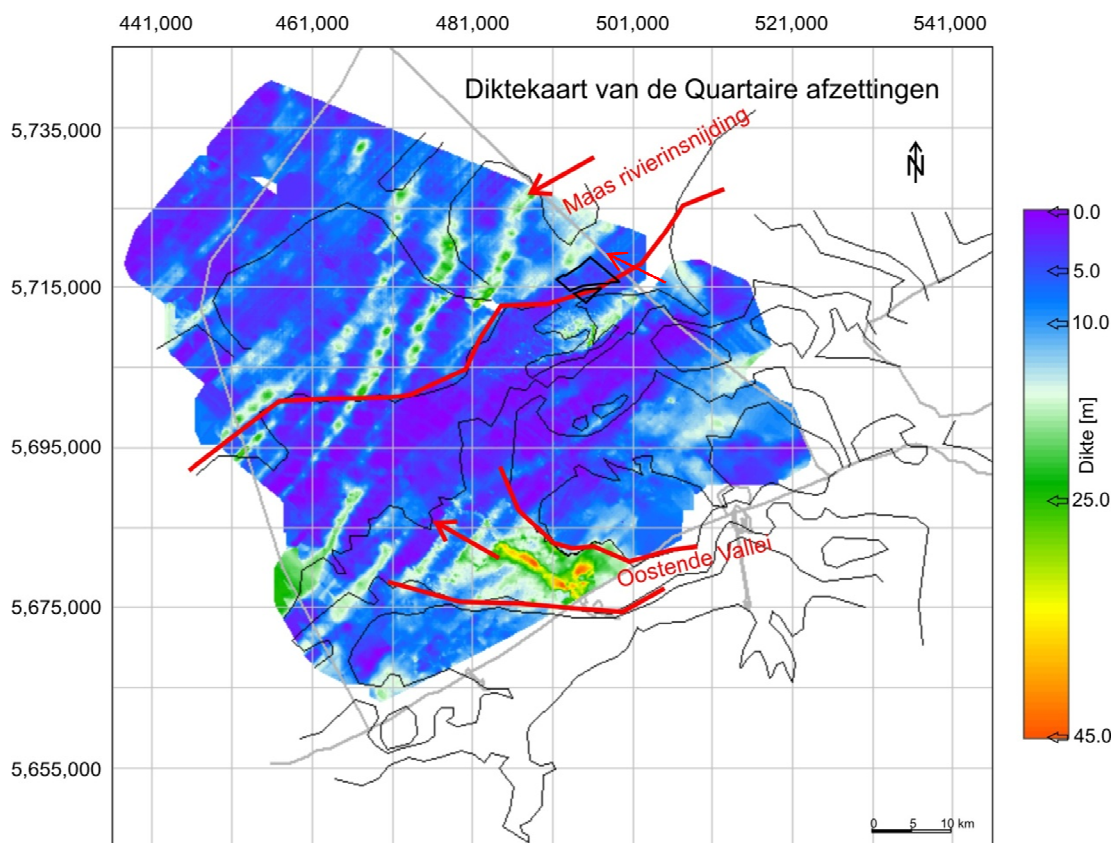 441,000 461,000 481,000 501,000 521,000 541,000
Diktekaart van de Quartaire afzettingen
5,735,000
Maas rivierinsnijding
N
0.0
5.0
5,715,000
10.0
5,695,000
Dikte [m]
25.0
Oostende Vallei
5,675,000
45.0
5,655,000
0 5 10 km